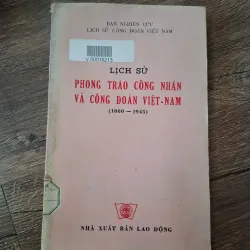 BAN NGHIÊN CỨU
LỊCH SỬ CÔNG ĐOÀN VIỆT NAM
V 00018213
LỊCH SỬ
PHONG TRÀO CÔNG NHÂN
VÀ CÔNG ĐOÀN VIỆT-NAM
(1860 — 1945)
NHÀ XUẤT BẢN LAO ĐỘNG